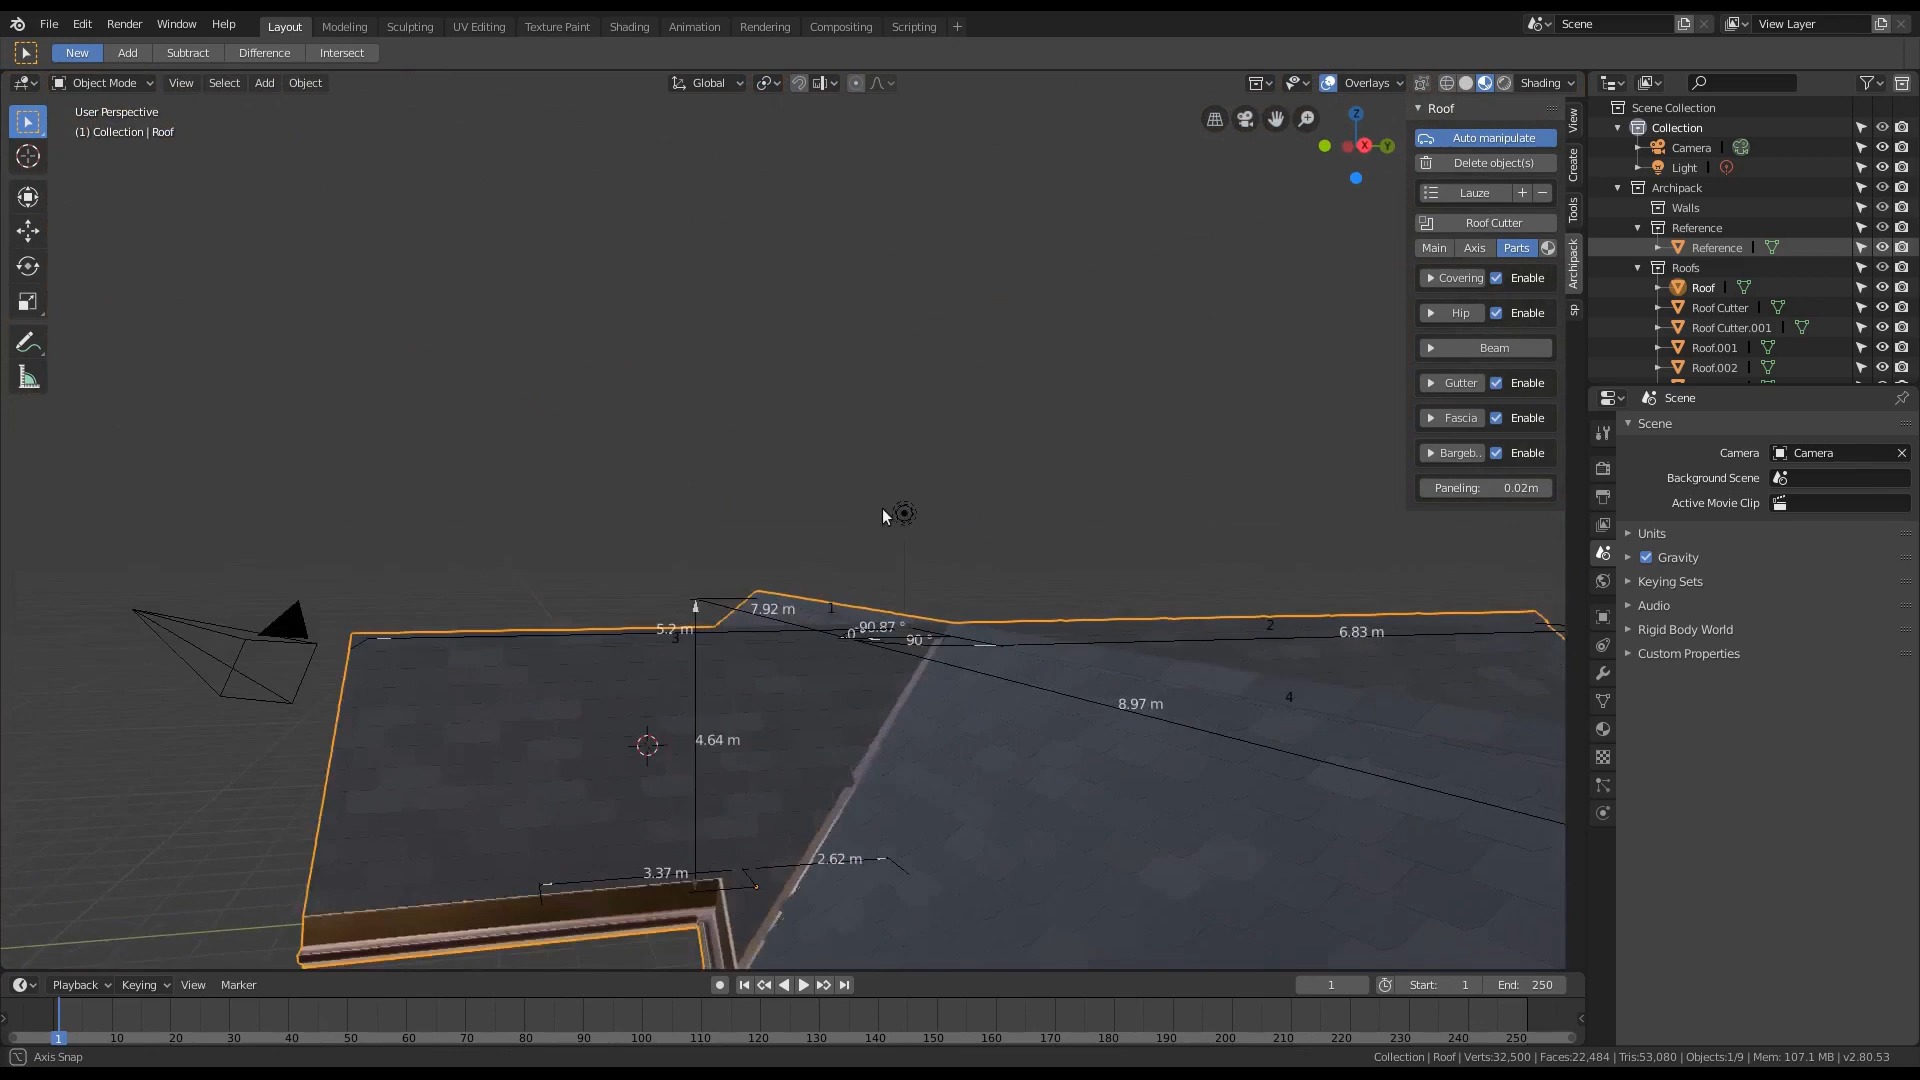 File Edit Render Window Help Layout Modeling Sculpting UV Editing Texture Paint Shading Animation Rendering Compositing Scripting + Scene View Layer
New Add Subtract Difference Intersect
Object Mode View Select Add Object Global Overlays Shading
User Perspective
(1) Collection | Roof
Z
X
Y
Roof
Auto manipulate
Delete object(s)
Lauze + −
Roof Cutter
Main Axis Parts
Covering Enable
Hip Enable
Beam
Gutter Enable
Fascia Enable
Bargeb.. Enable
Paneling: 0.02m
View
Create
Tools
Archipack
sp
Scene Collection
Collection
Camera
Light
Archipack
Walls
Reference
Reference
Roofs
Roof
Roof Cutter
Roof Cutter.001
Roof.001
Roof.002
Scene
Scene
Camera Camera
Background Scene
Active Movie Clip
Units
Gravity
Keying Sets
Audio
Rigid Body World
Custom Properties
7.92 m 1
5.2 m 3
0° -90.87 °
90 °
2
6.83 m
8.97 m 4
4.64 m
3.37 m
2.62 m
Playback Keying View Marker 1 Start: 1 End: 250
1 10 20 30 40 50 60 70 80 90 100 110 120 130 140 150 160 170 180 190 200 210 220 230 240 250
Axis Snap
Collection | Roof | Verts:32,500 | Faces:22,484 | Tris:53,080 | Objects:1/9 | Mem: 107.1 MB | v2.80.53